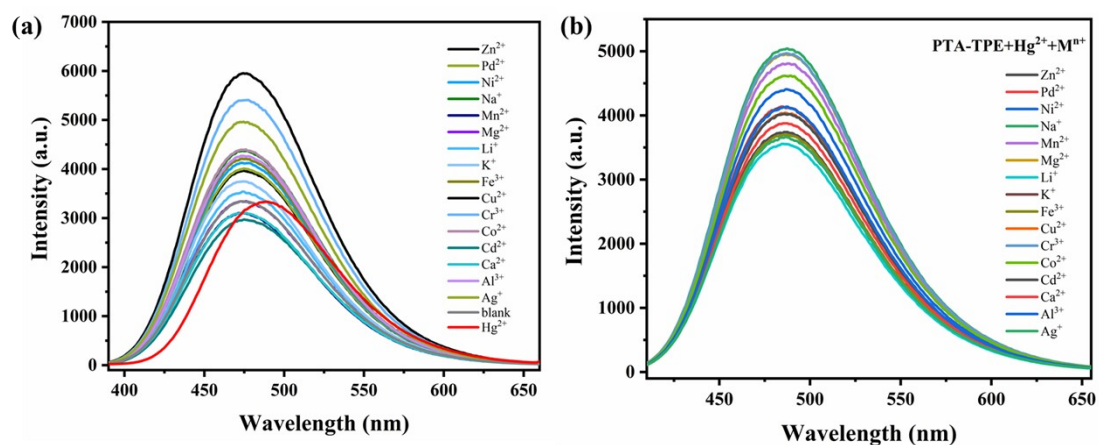 (a)
7000
6000
5000
4000
3000
2000
1000
0
Intensity (a.u.)
400
450
500
550
600
650
Wavelength (nm)
Zn²⁺
Pd²⁺
Ni²⁺
Na⁺
Mn²⁺
Mg²⁺
Li⁺
K⁺
Fe³⁺
Cu²⁺
Cr³⁺
Co²⁺
Cd²⁺
Ca²⁺
Al³⁺
Ag⁺
blank
Hg²⁺
(b)
5000
4000
3000
2000
1000
0
Intensity (a.u.)
450
500
550
600
650
Wavelength (nm)
PTA-TPE+Hg²⁺+Mⁿ⁺
Zn²⁺
Pd²⁺
Ni²⁺
Na⁺
Mn²⁺
Mg²⁺
Li⁺
K⁺
Fe³⁺
Cu²⁺
Cr³⁺
Co²⁺
Cd²⁺
Ca²⁺
Al³⁺
Ag⁺